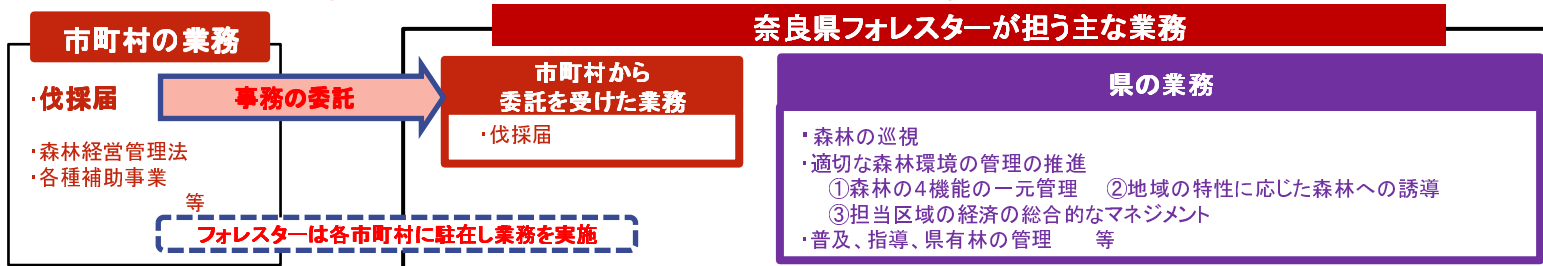 市町村の業務
・伐採届
・森林経営管理法
・各種補助事業
等
事務の委託
フォレスターは各市町村に駐在し業務を実施
奈良県フォレスターが担う主な業務
市町村から
委託を受けた業務
・伐採届
県の業務
・森林の巡視
・適切な森林環境の管理の推進
①森林の4機能の一元管理　②地域の特性に応じた森林への誘導
③担当区域の経済の総合的なマネジメント
・普及、指導、県有林の管理　等